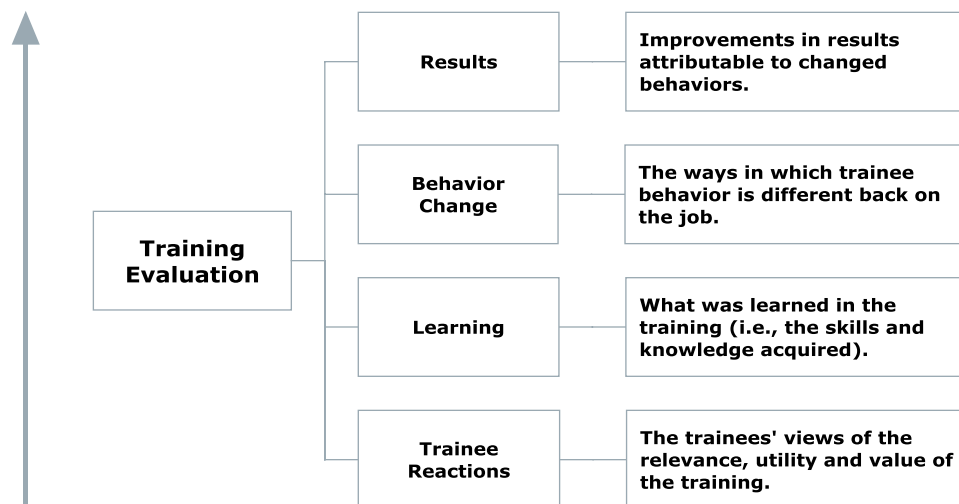 Results
Improvements in results
attributable to changed
behaviors.
Behavior
Change
The ways in which trainee
behavior is different back on
the job.
Training
Evaluation
Learning
What was learned in the
training (i.e., the skills and
knowledge acquired).
Trainee
Reactions
The trainees' views of the
relevance, utility and value of
the training.